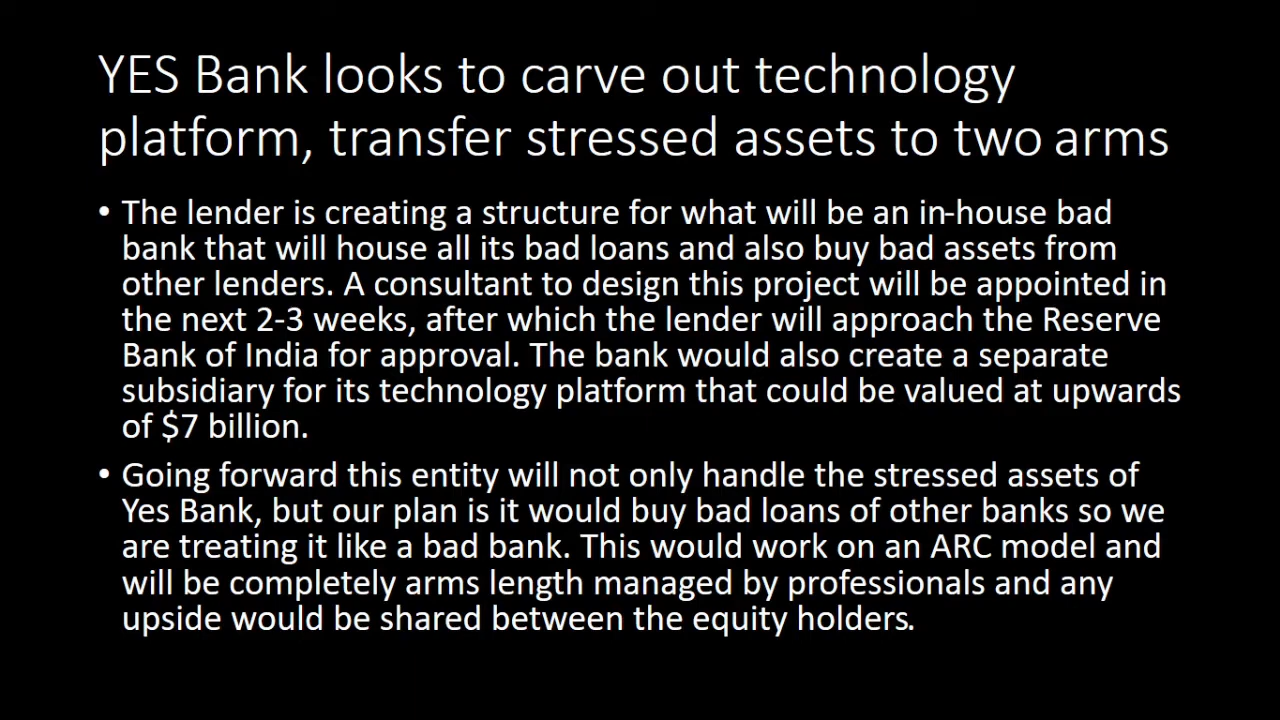 YES Bank looks to carve out technology
platform, transfer stressed assets to two arms
• The lender is creating a structure for what will be an in-house bad
bank that will house all its bad loans and also buy bad assets from
other lenders. A consultant to design this project will be appointed in
the next 2-3 weeks, after which the lender will approach the Reserve
Bank of India for approval. The bank would also create a separate
subsidiary for its technology platform that could be valued at upwards
of $7 billion.
• Going forward this entity will not only handle the stressed assets of
Yes Bank, but our plan is it would buy bad loans of other banks so we
are treating it like a bad bank. This would work on an ARC model and
will be completely arms length managed by professionals and any
upside would be shared between the equity holders.